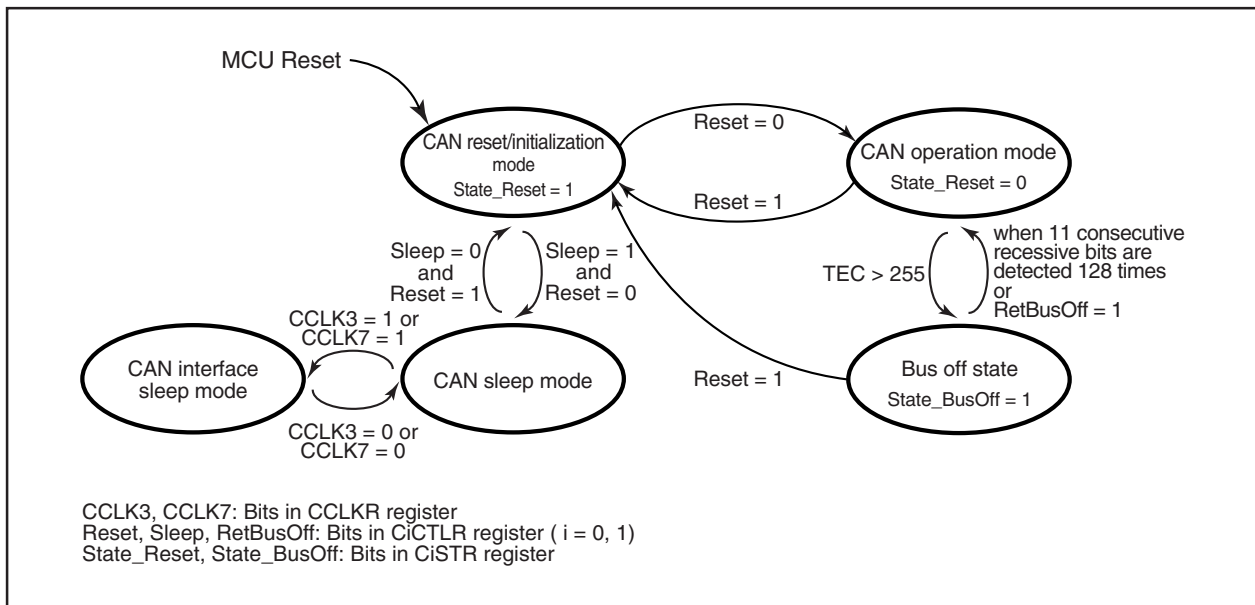 MCU Reset
CAN reset/initialization
mode
State_Reset = 1
Reset = 0
Reset = 1
CAN operation mode
State_Reset = 0
Sleep = 0
and
Reset = 1
Sleep = 1
and
Reset = 0
TEC > 255
when 11 consecutive
recessive bits are
detected 128 times
or
RetBusOff = 1
CCLK3 = 1 or
CCLK7 = 1
CAN interface
sleep mode
CAN sleep mode
CCLK3 = 0 or
CCLK7 = 0
Reset = 1
Bus off state
State_BusOff = 1
CCLK3, CCLK7: Bits in CCLKR register
Reset, Sleep, RetBusOff: Bits in CiCTLR register ( i = 0, 1)
State_Reset, State_BusOff: Bits in CiSTR register